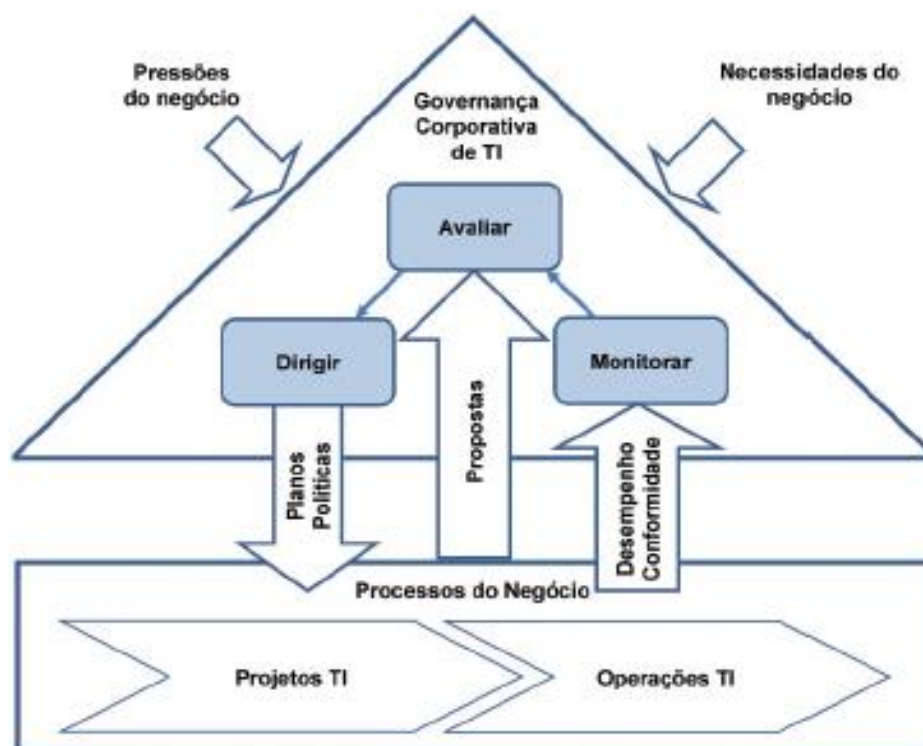 Pressões
do negócio
Necessidades do
negócio
Governança
Corporativa
de TI
Avaliar
Dirigir
Monitorar
Planos
Políticas
Propostas
Desempenho
Conformidade
Processos do Negócio
Projetos TI
Operações TI